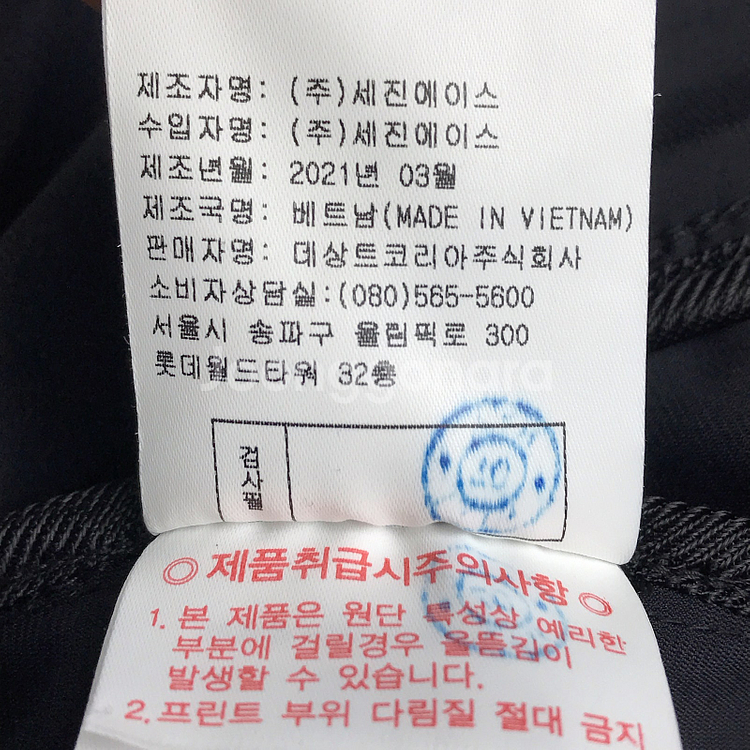 제조자명: (주)세진에이스
수입자명: (주)세진에이스
제조년월: 2021년 03월
제조국명: 베트남(MADE IN VIETNAM)
판매자명: 데상트코리아주식회사
소비자상담실:(080)565-5600
서울시 송파구 올림픽로 300
롯데월드타워 32층
검사필
◎ 제품취급시주의사항 ◎
1. 본 제품은 원단 특성상 예리한
부분에 걸릴경우 올뜯김이
발생할 수 있습니다.
2. 프린트 부위 다림질 절대 금지